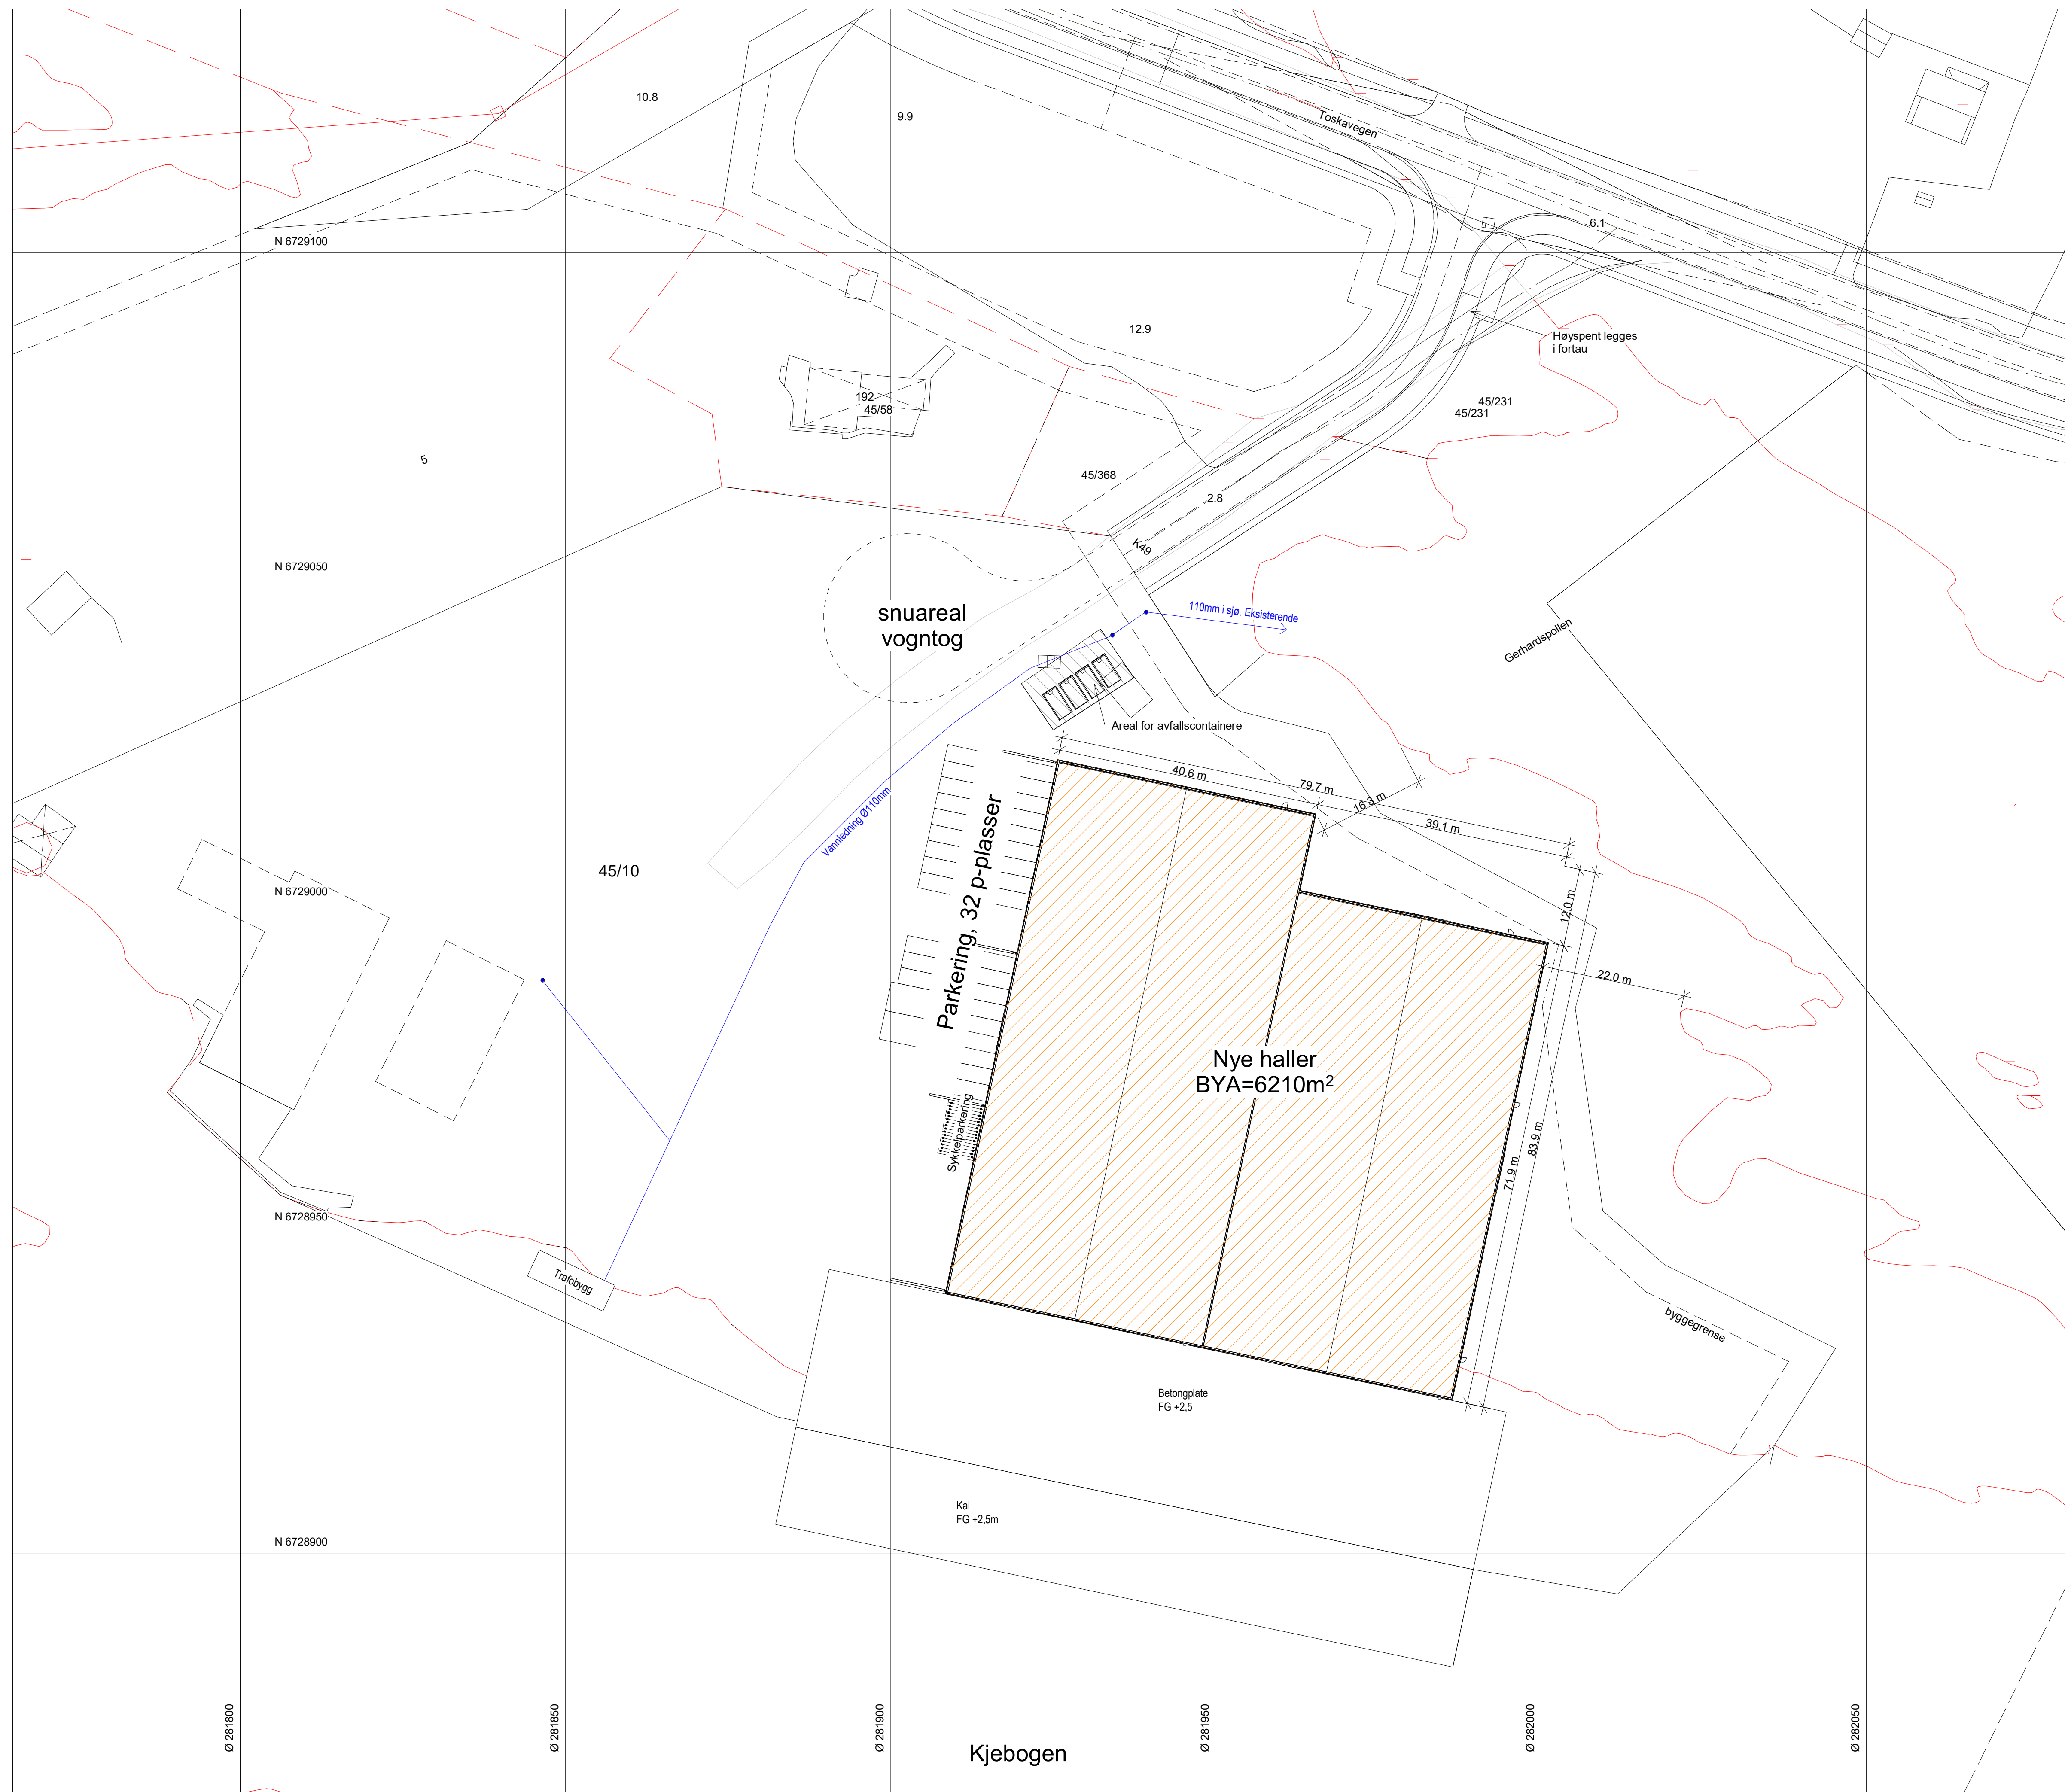 10.8
9.9
Toskavegen
6.1
N 6729100
12.9
Høyspent legges
i fortau
192
45/58
45/231
45/231
5
45/368
2.8
K49
N 6729050
snuareal
vogntog
110mm i sjø. Eksisterende
Gerhardspollen
Areal for avfallscontainere
40.6 m
79.7 m
16.3 m
39.1 m
Vannledning Ø110mm
Parkering, 32 p-plasser
45/10
N 6729000
12.0 m
22.0 m
Nye haller
BYA=6210m²
Sykkelparkering
83.9 m
71.9 m
N 6728950
Trafobygg
byggegrense
Betongplate
FG +2,5
Kai
FG +2,5m
N 6728900
Ø 281800
Ø 281850
Ø 281900
Ø 281950
Ø 282000
Ø 282050
Kjebogen